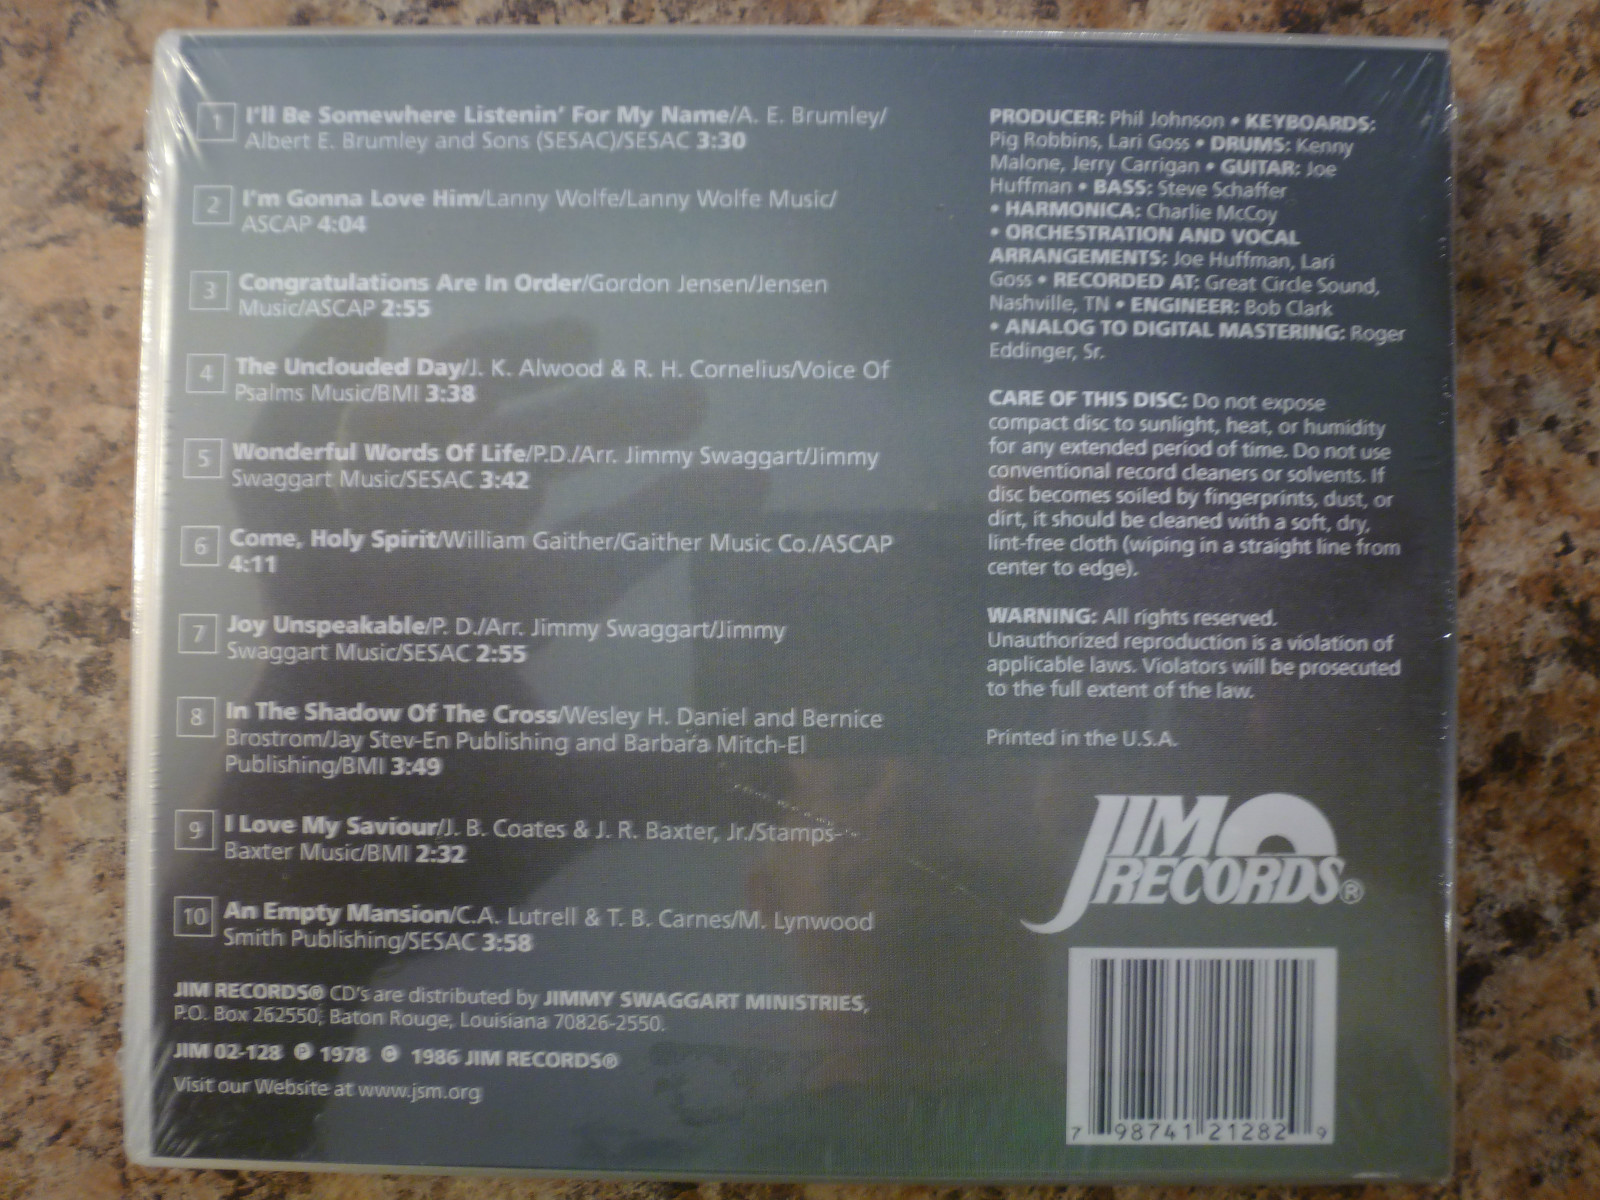 1 I'll Be Somewhere Listenin' For My Name/A. E. Brumley/
Albert E. Brumley and Sons (SESAC)/SESAC 3:30
2 I'm Gonna Love Him/Lanny Wolfe/Lanny Wolfe Music/
ASCAP 4:04
3 Congratulations Are In Order/Gordon Jensen/Jensen
Music/ASCAP 2:55
4 The Unclouded Day/J. K. Alwood & R. H. Cornelius/Voice Of
Psalms Music/BMI 3:38
5 Wonderful Words Of Life/P.D./Arr. Jimmy Swaggart/Jimmy
Swaggart Music/SESAC 3:42
6 Come, Holy Spirit/William Gaither/Gaither Music Co./ASCAP
4:11
7 Joy Unspeakable/P. D./Arr. Jimmy Swaggart/Jimmy
Swaggart Music/SESAC 2:55
8 In The Shadow Of The Cross/Wesley H. Daniel and Bernice
Brostrom/Jay Stev-En Publishing and Barbara Mitch-El
Publishing/BMI 3:49
9 I Love My Saviour/J. B. Coates & J. R. Baxter, Jr./Stamps-
Baxter Music/BMI 2:32
10 An Empty Mansion/C.A. Lutrell & T. B. Carnes/M. Lynwood
Smith Publishing/SESAC 3:58
JIM RECORDS® CD's are distributed by JIMMY SWAGGART MINISTRIES,
P.O. Box 262550, Baton Rouge, Louisiana 70826-2550.
JIM 02-128 ℗ 1978 © 1986 JIM RECORDS®
Visit our Website at www.jsm.org
PRODUCER: Phil Johnson • KEYBOARDS:
Pig Robbins, Lari Goss • DRUMS: Kenny
Malone, Jerry Carrigan • GUITAR: Joe
Huffman • BASS: Steve Schaffer
• HARMONICA: Charlie McCoy
• ORCHESTRATION AND VOCAL
ARRANGEMENTS: Joe Huffman, Lari
Goss • RECORDED AT: Great Circle Sound,
Nashville, TN • ENGINEER: Bob Clark
• ANALOG TO DIGITAL MASTERING: Roger
Eddinger, Sr.
CARE OF THIS DISC: Do not expose
compact disc to sunlight, heat, or humidity
for any extended period of time. Do not use
conventional record cleaners or solvents. If
disc becomes soiled by fingerprints, dust, or
dirt, it should be cleaned with a soft, dry,
lint-free cloth (wiping in a straight line from
center to edge).
WARNING: All rights reserved.
Unauthorized reproduction is a violation of
applicable laws. Violators will be prosecuted
to the full extent of the law.
Printed in the U.S.A.
JIM
RECORDS®
7 98741 21282 9